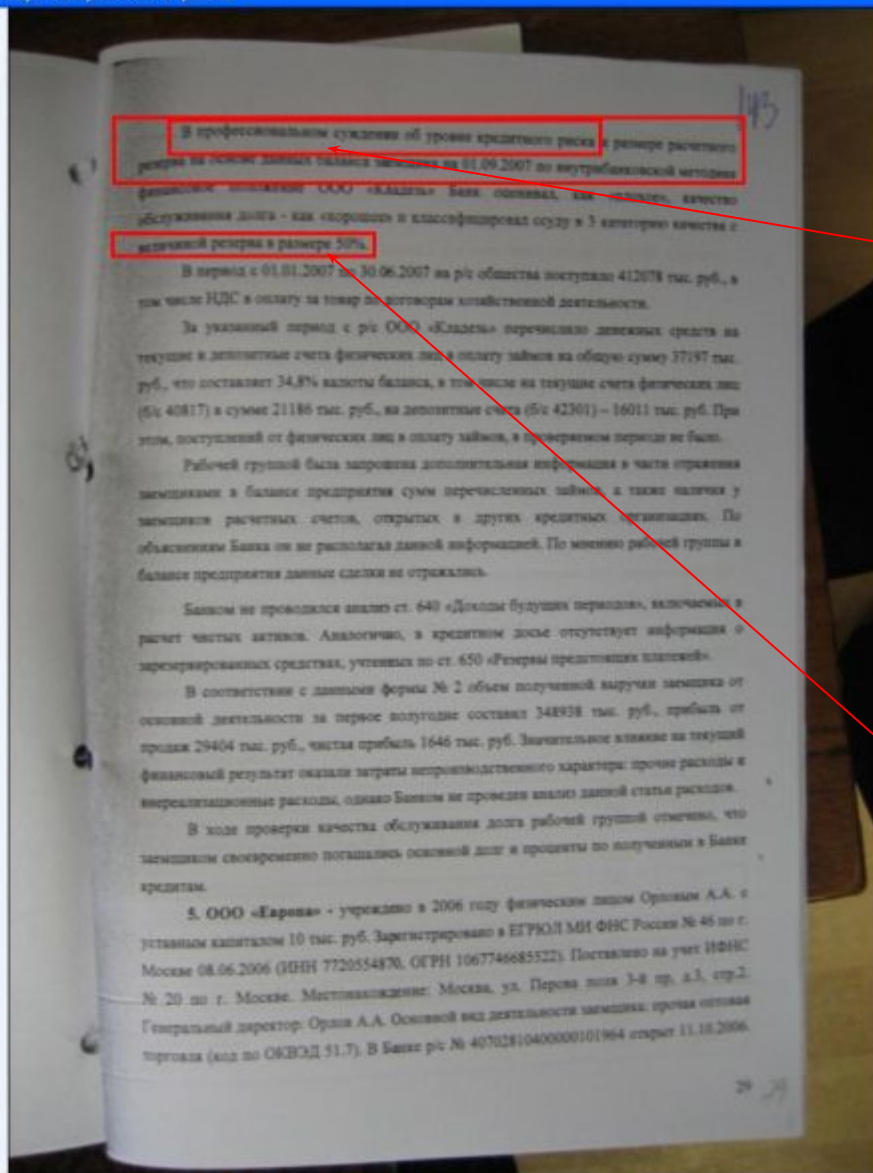 143
В профессиональном суждении об уровне кредитного риска и размере расчетного
резерва на основе данных баланса заемщика на 01.09.2007 по внутрибанковской методике
финансовое положение ООО «Кладезь» Банк оценивал, как «плохое», качество
обслуживания долга - как «хорошее» и классифицировал ссуду в 3 категорию качества с
величиной резерва в размере 50%.
В период с 01.01.2007 по 30.06.2007 на р/с общества поступило 412078 тыс. руб., в
том числе НДС в оплату за товар по договорам хозяйственной деятельности.
За указанный период с р/с ООО «Кладезь» перечислило денежных средств на
текущие и депозитные счета физических лиц в оплату займов на общую сумму 37197 тыс.
руб., что составляет 34,8% валюты баланса, в том числе на текущие счета физических лиц
(б/с 40817) в сумме 21186 тыс. руб., на депозитные счета (б/с 42301) – 16011 тыс. руб. При
этом, поступлений от физических лиц в оплату займов, в проверяемом периоде не было.
Рабочей группой была запрошена дополнительная информация в части отражения
заемщиками в балансе предприятия сумм перечисленных займов, а также наличия у
заемщиков расчетных счетов, открытых в других кредитных организациях. По
объяснениям Банка он не располагал данной информацией. По мнению рабочей группы в
балансе предприятия данные сделки не отражались.
Банком не проводился анализ ст. 640 «Доходы будущих периодов», включаемых в
расчет чистых активов. Аналогично, в кредитном досье отсутствует информация о
зарезервированных средствах, учтенных по ст. 650 «Резервы предстоящих платежей».
В соответствии с данными формы № 2 объем полученной выручки заемщика от
основной деятельности за первое полугодие составил 348938 тыс. руб., прибыль от
продаж 29404 тыс. руб., чистая прибыль 1646 тыс. руб. Значительное влияние на текущий
финансовый результат оказали затраты непроизводственного характера: прочие расходы и
внереализационные расходы, однако Банком не проведен анализ данной статьи расходов.
В ходе проверки качества обслуживания долга рабочей группой отмечено, что
заемщиком своевременно погашались основной долг и проценты по полученным в Банке
кредитам.
5. ООО «Европа» - учреждено в 2006 году физическим лицом Орловым А.А. с
уставным капиталом 10 тыс. руб. Зарегистрировано в ЕГРЮЛ МИ ФНС России № 46 по г.
Москве 08.06.2006 (ИНН 7720554870, ОГРН 1067746685522). Поставлено на учет ИФНС
№ 20 по г. Москве. Местонахождение: Москва, ул. Перова поля 3-й пр, д.3, стр.2.
Генеральный директор: Орлов А.А. Основной вид деятельности заемщика: прочая оптовая
торговля (код по ОКВЭД 51.7). В Банке р/с № 40702810400000101964 открыт 11.10.2006.
29